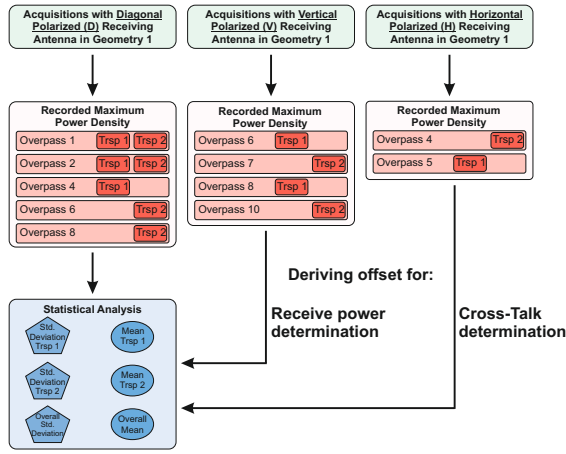 Acquisitions with Diagonal
Polarized (D) Receiving
Antenna in Geometry 1
Acquisitions with Vertical
Polarized (V) Receiving
Antenna in Geometry 1
Acquisitions with Horizontal
Polarized (H) Receiving
Antenna in Geometry 1
Recorded Maximum
Power Density
Overpass 1 Trsp 1 Trsp 2
Overpass 2 Trsp 1 Trsp 2
Overpass 4 Trsp 1
Overpass 6 Trsp 2
Overpass 8 Trsp 2
Recorded Maximum
Power Density
Overpass 6 Trsp 1
Overpass 7 Trsp 2
Overpass 8 Trsp 1
Overpass 10 Trsp 2
Recorded Maximum
Power Density
Overpass 4 Trsp 2
Overpass 5 Trsp 1
Deriving offset for:
Receive power
determination
Cross-Talk
determination
Statistical Analysis
Std.
Deviation
Trsp 1
Mean
Trsp 1
Std.
Deviation
Trsp 2
Mean
Trsp 2
Overall
Std.
Deviation
Overall
Mean